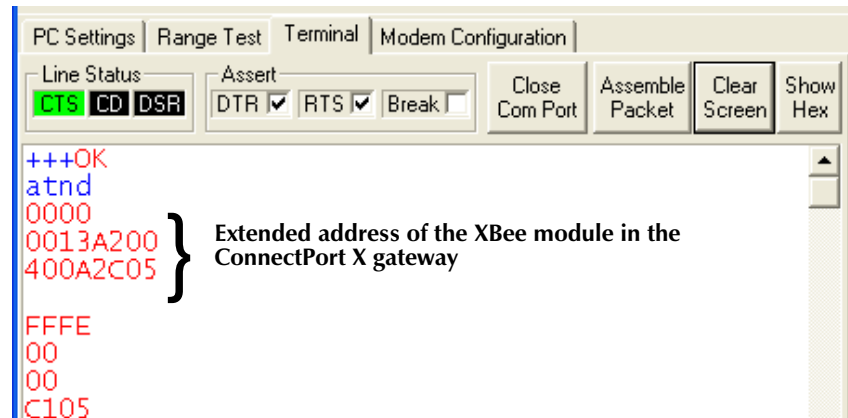 PC Settings Range Test Terminal Modem Configuration
Line Status Assert
CTS CD DSR DTR RTS Break
Close Com Port
Assemble Packet
Clear Screen
Show Hex
+++OK
atnd
0000
0013A200
400A2C05
Extended address of the XBee module in the
ConnectPort X gateway
FFFE
00
00
C105